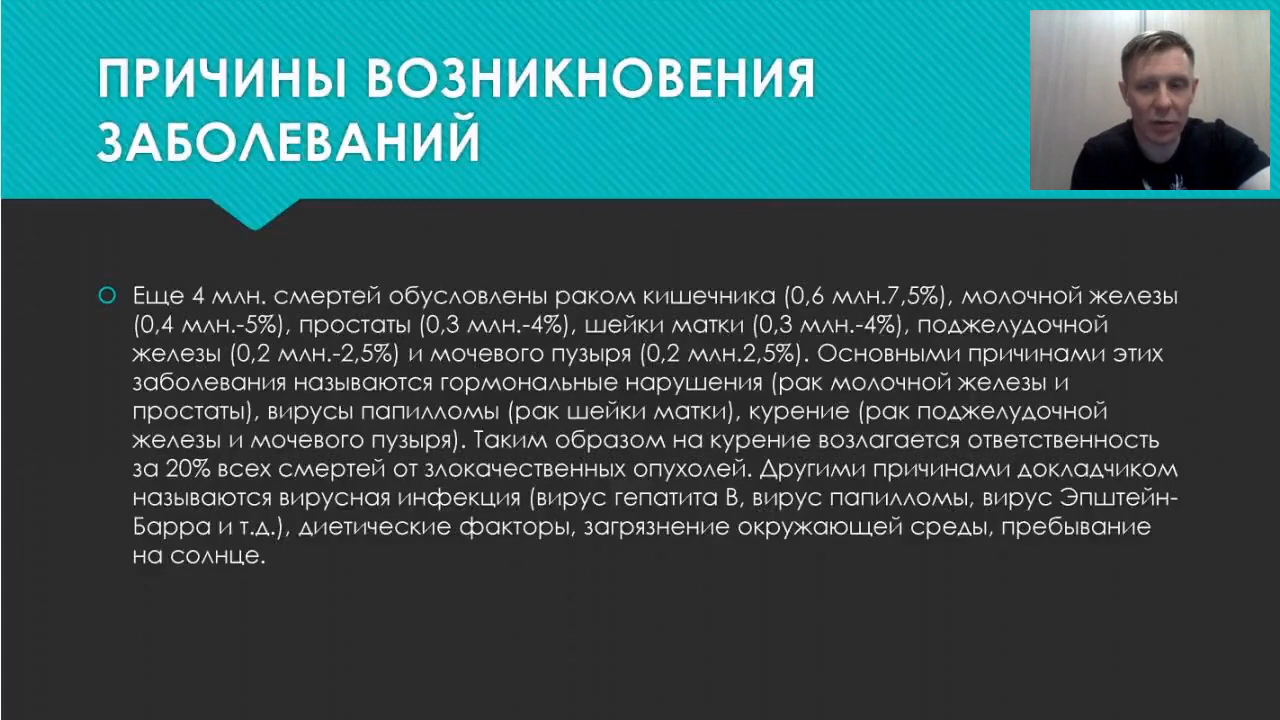 ПРИЧИНЫ ВОЗНИКНОВЕНИЯ
ЗАБОЛЕВАНИЙ
Еще 4 млн. смертей обусловлены раком кишечника (0,6 млн.7,5%), молочной железы
(0,4 млн.-5%), простаты (0,3 млн.-4%), шейки матки (0,3 млн.-4%), поджелудочной
железы (0,2 млн.-2,5%) и мочевого пузыря (0,2 млн.2,5%). Основными причинами этих
заболевания называются гормональные нарушения (рак молочной железы и
простаты), вирусы папилломы (рак шейки матки), курение (рак поджелудочной
железы и мочевого пузыря). Таким образом на курение возлагается ответственность
за 20% всех смертей от злокачественных опухолей. Другими причинами докладчиком
называются вирусная инфекция (вирус гепатита В, вирус папилломы, вирус Эпштейн-
Барра и т.д.), диетические факторы, загрязнение окружающей среды, пребывание
на солнце.